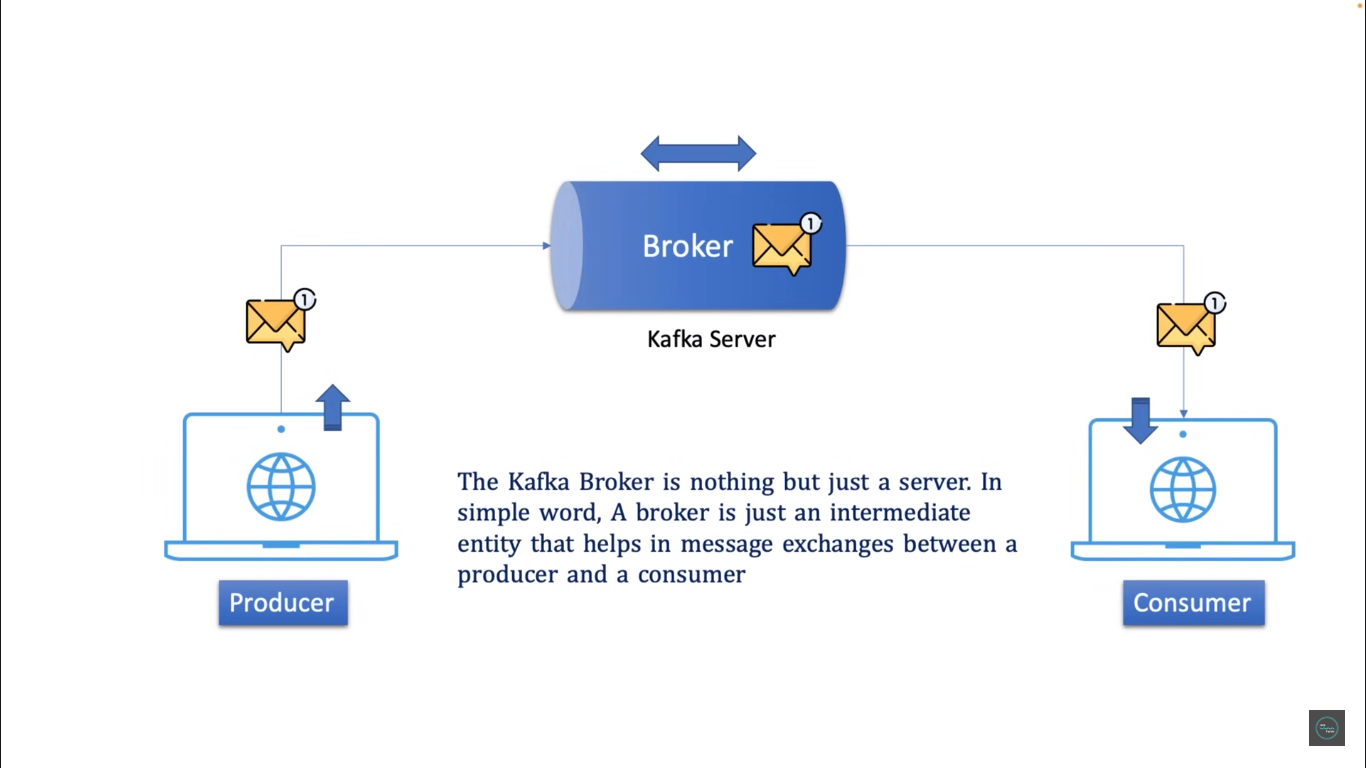 1
Broker
Kafka Server
1
1
The Kafka Broker is nothing but just a server. In
simple word, A broker is just an intermediate
entity that helps in message exchanges between a
producer and a consumer
Producer
Consumer